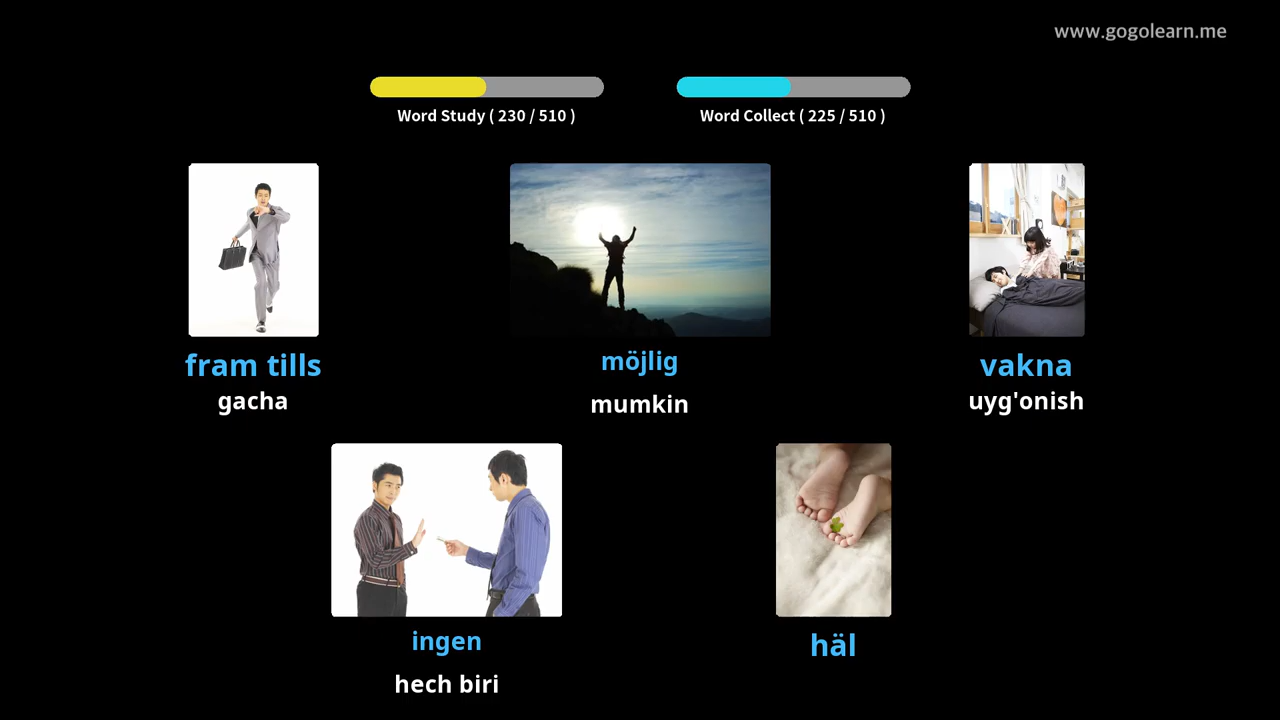 www.gogolearn.me
Word Study ( 230 / 510 )
Word Collect ( 225 / 510 )
fram tills
gacha
möjlig
mumkin
vakna
uyg'onish
ingen
hech biri
häl